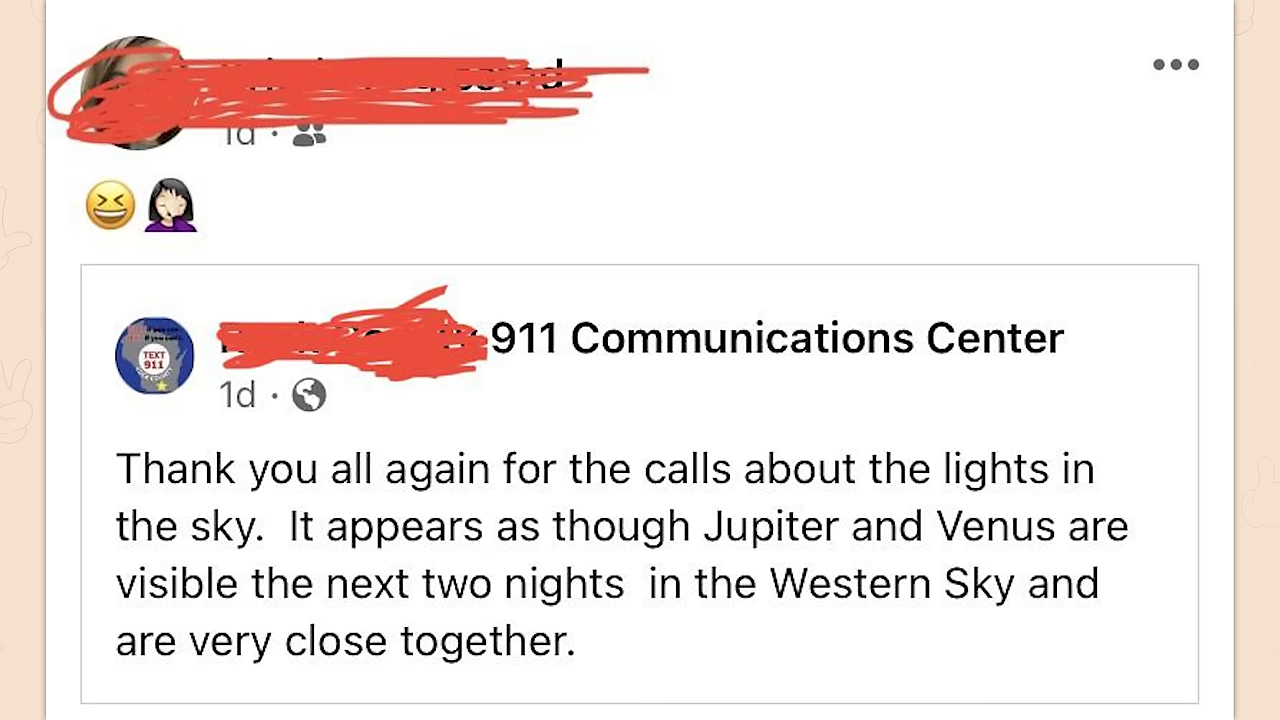 1d ·
😆🤦🏻‍♀️
TEXT
911
911 Communications Center
1d ·
Thank you all again for the calls about the lights in
the sky.  It appears as though Jupiter and Venus are
visible the next two nights  in the Western Sky and
are very close together.